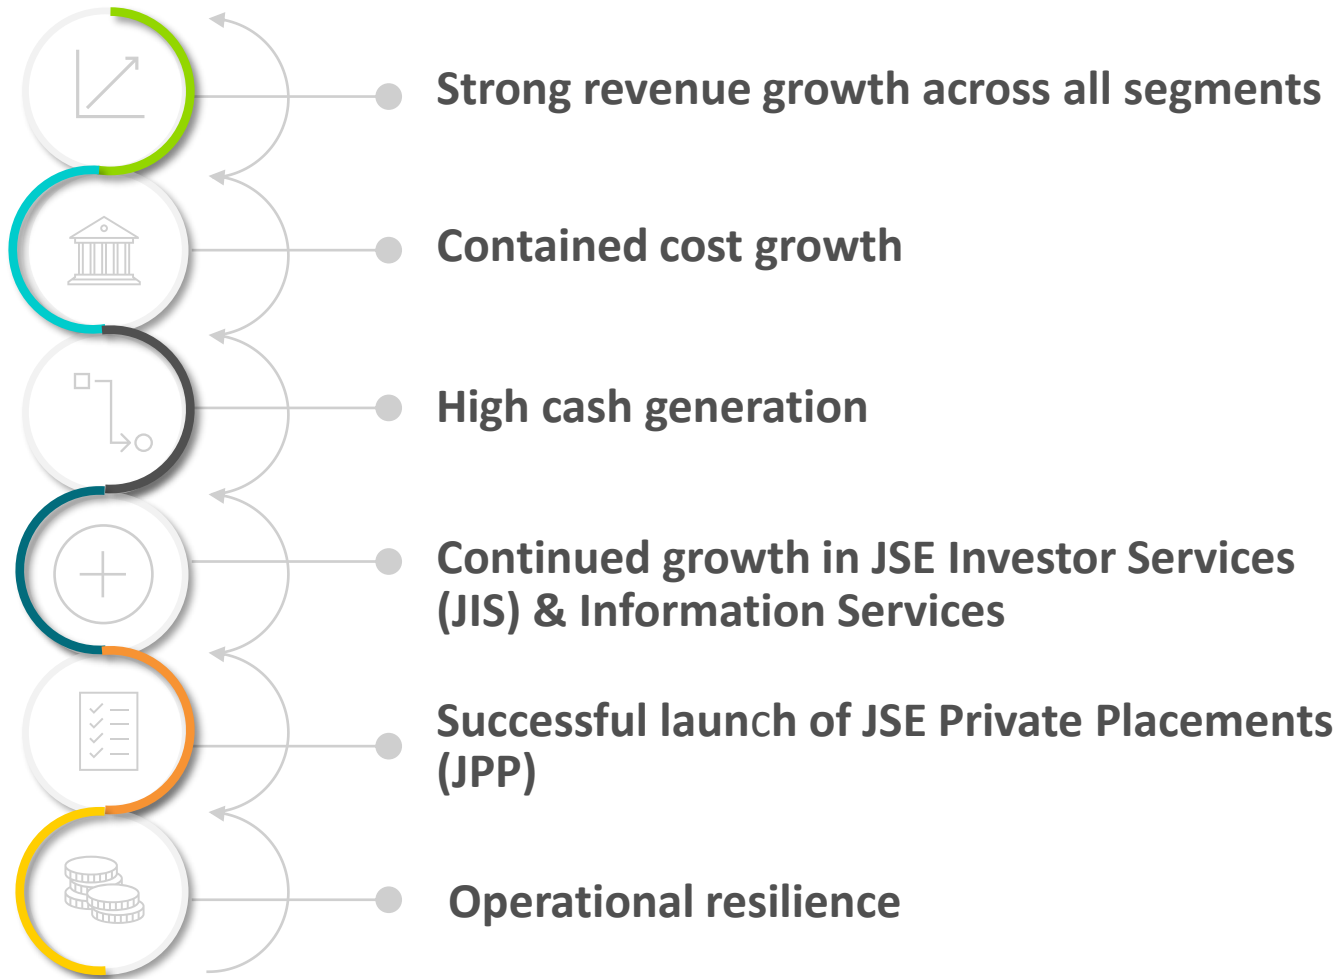 Strong revenue growth across all segments
Contained cost growth
High cash generation
Continued growth in JSE Investor Services
(JIS) & Information Services
Successful launch of JSE Private Placements
(JPP)
Operational resilience